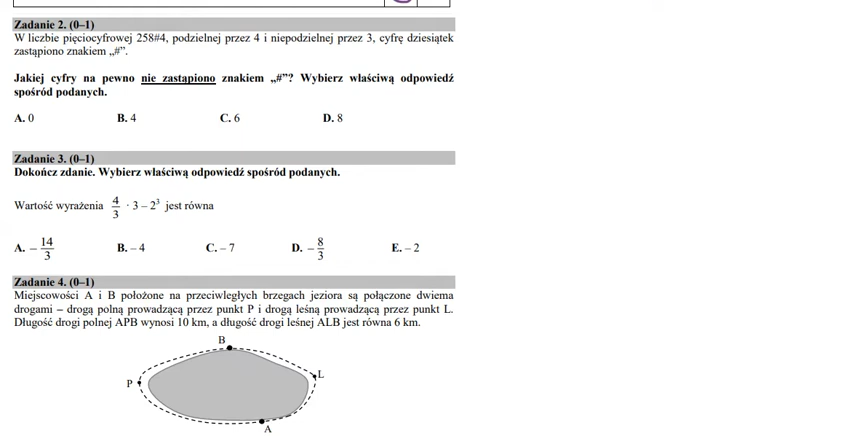 Zadanie 2. (0–1)
W liczbie pięciocyfrowej 258#4, podzielnej przez 4 i niepodzielnej przez 3, cyfrę dziesiątek
zastąpiono znakiem „#”.
Jakiej cyfry na pewno nie zastąpiono znakiem „#”? Wybierz właściwą odpowiedź
spośród podanych.
A. 0 B. 4 C. 6 D. 8
Zadanie 3. (0–1)
Dokończ zdanie. Wybierz właściwą odpowiedź spośród podanych.
Wartość wyrażenia 4/3 · 3 – 2³ jest równa
A. – 14/3 B. – 4 C. – 7 D. – 8/3 E. – 2
Zadanie 4. (0–1)
Miejscowości A i B położone na przeciwległych brzegach jeziora są połączone dwiema
drogami – drogą polną prowadzącą przez punkt P i drogą leśną prowadzącą przez punkt L.
Długość drogi polnej APB wynosi 10 km, a długość drogi leśnej ALB jest równa 6 km.
B
L
P
A